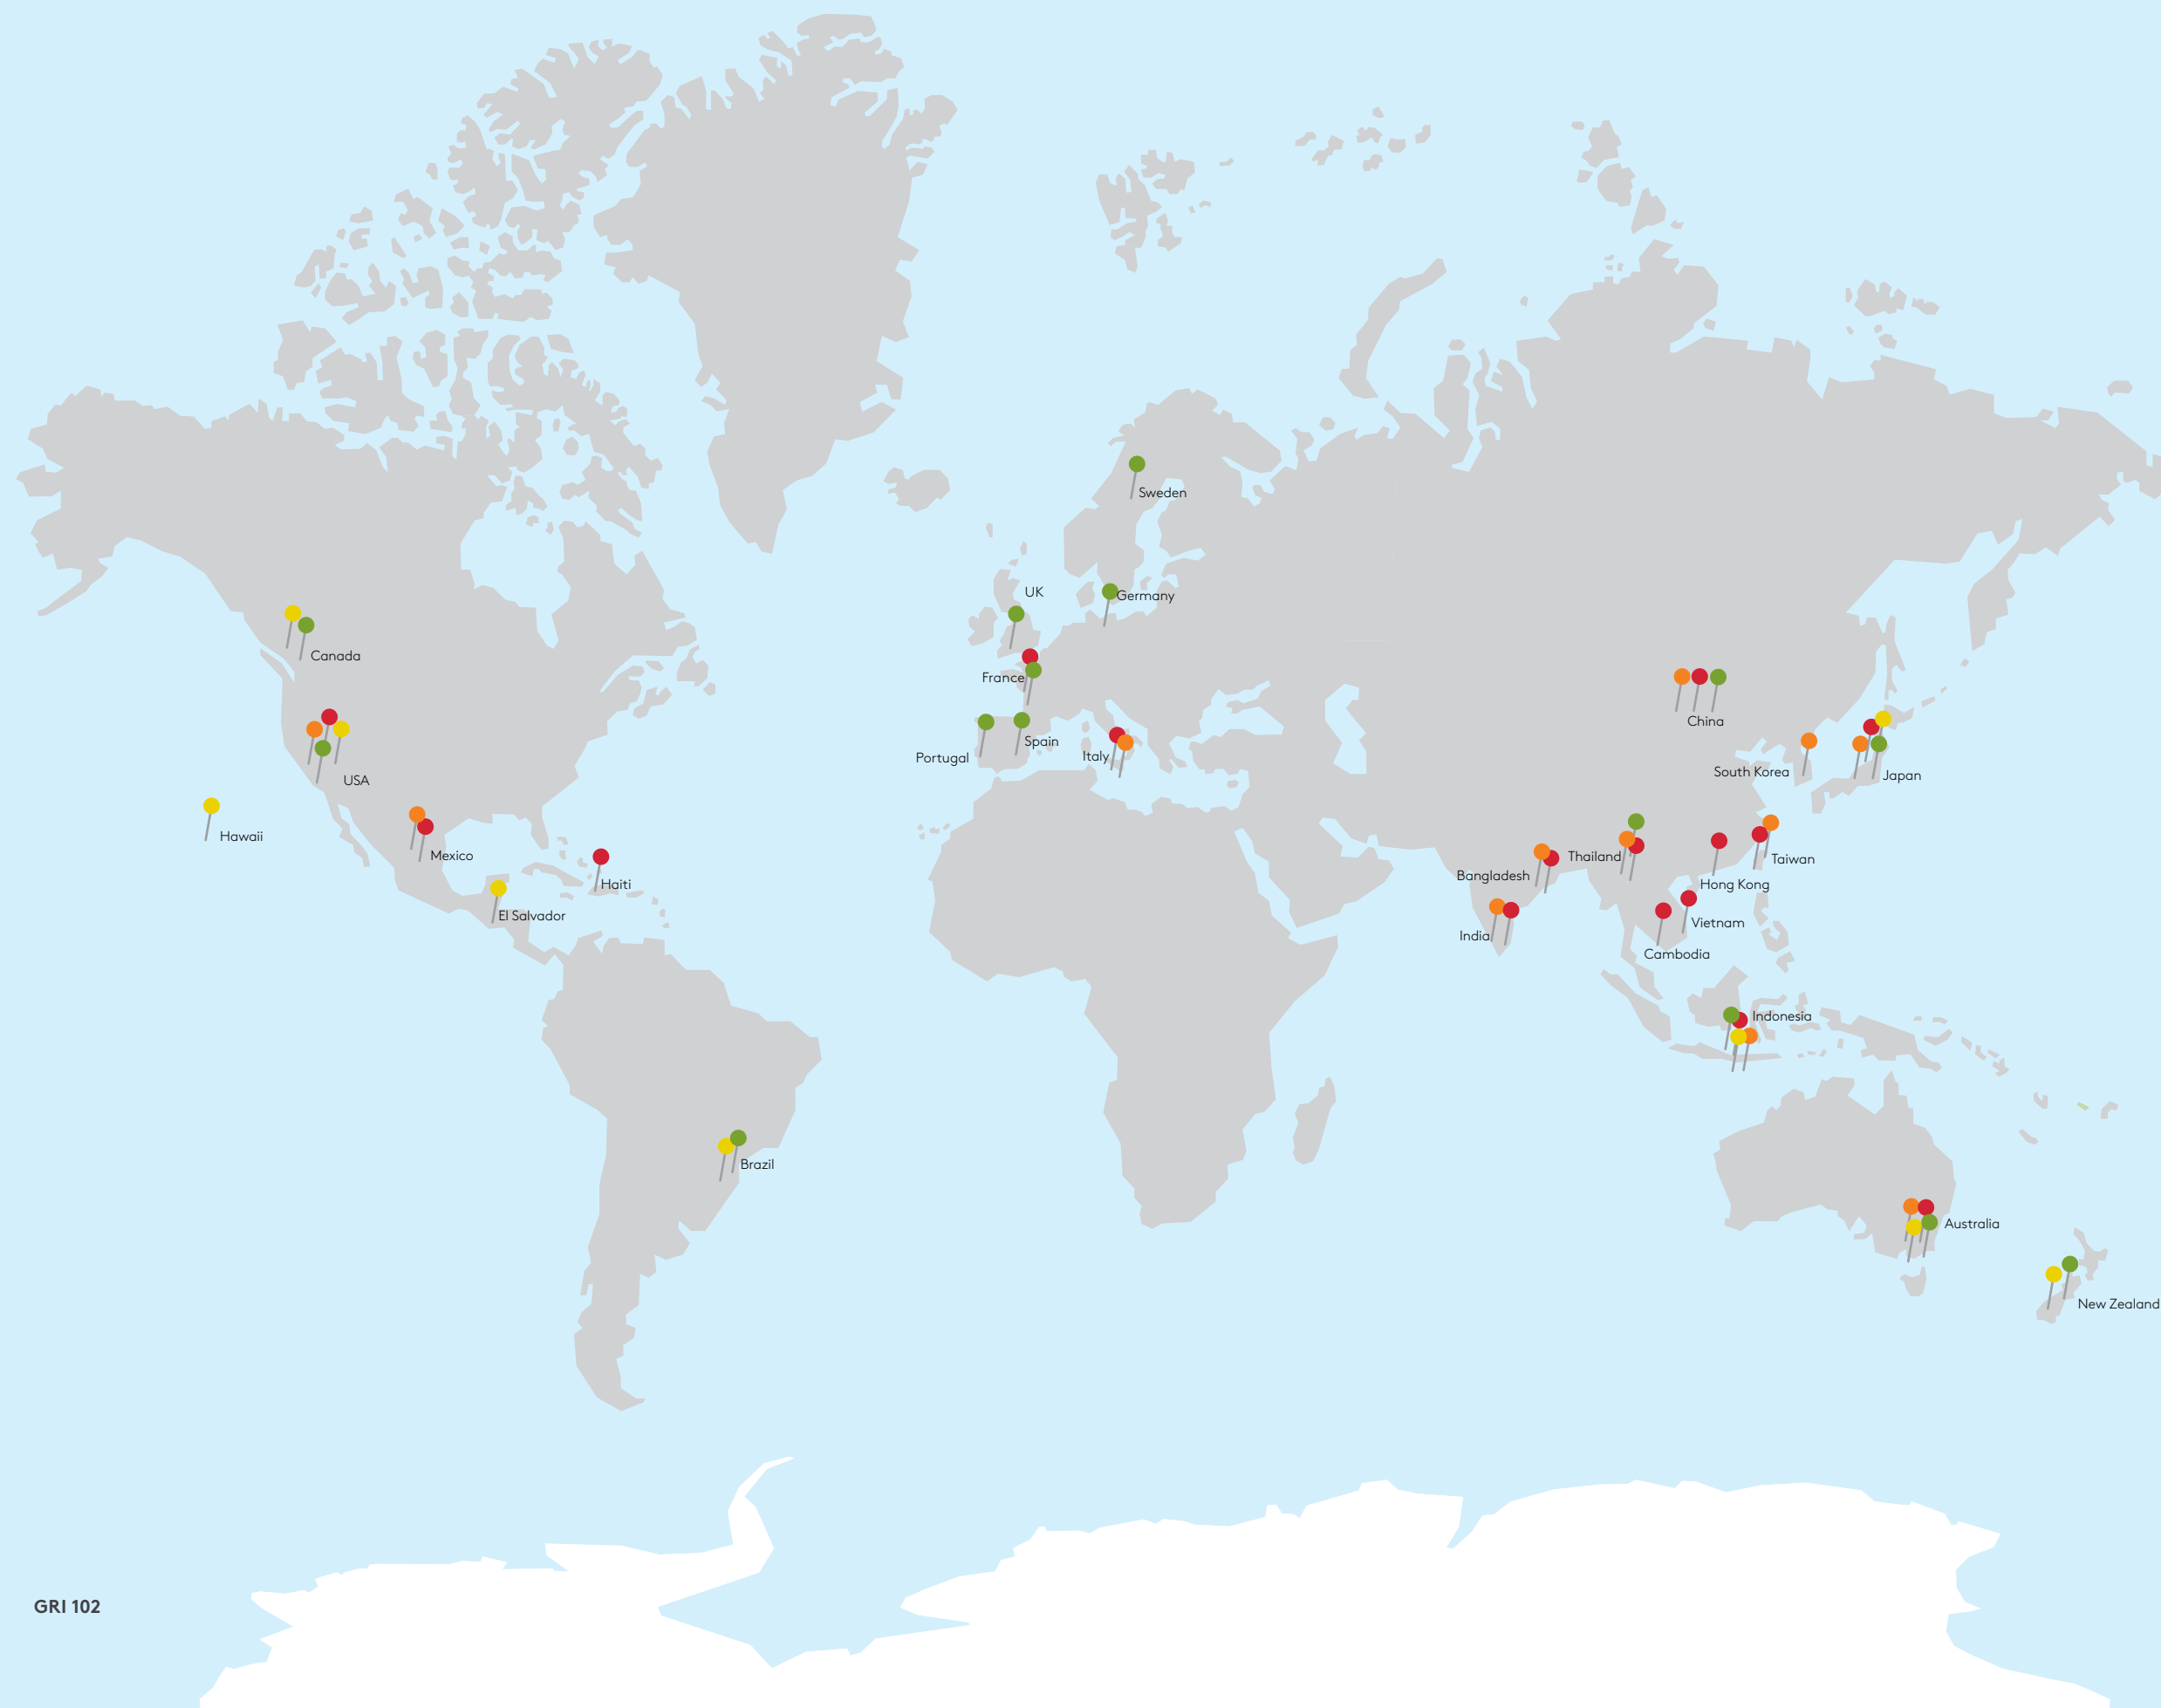 Sweden
UK
Germany
Canada
France
China
Spain
Portugal
Italy
South Korea
Japan
USA
Hawaii
Mexico
Thailand
Taiwan
Bangladesh
Haiti
Hong Kong
El Salvador
Vietnam
India
Cambodia
Indonesia
Brazil
Australia
New Zealand
GRI 102